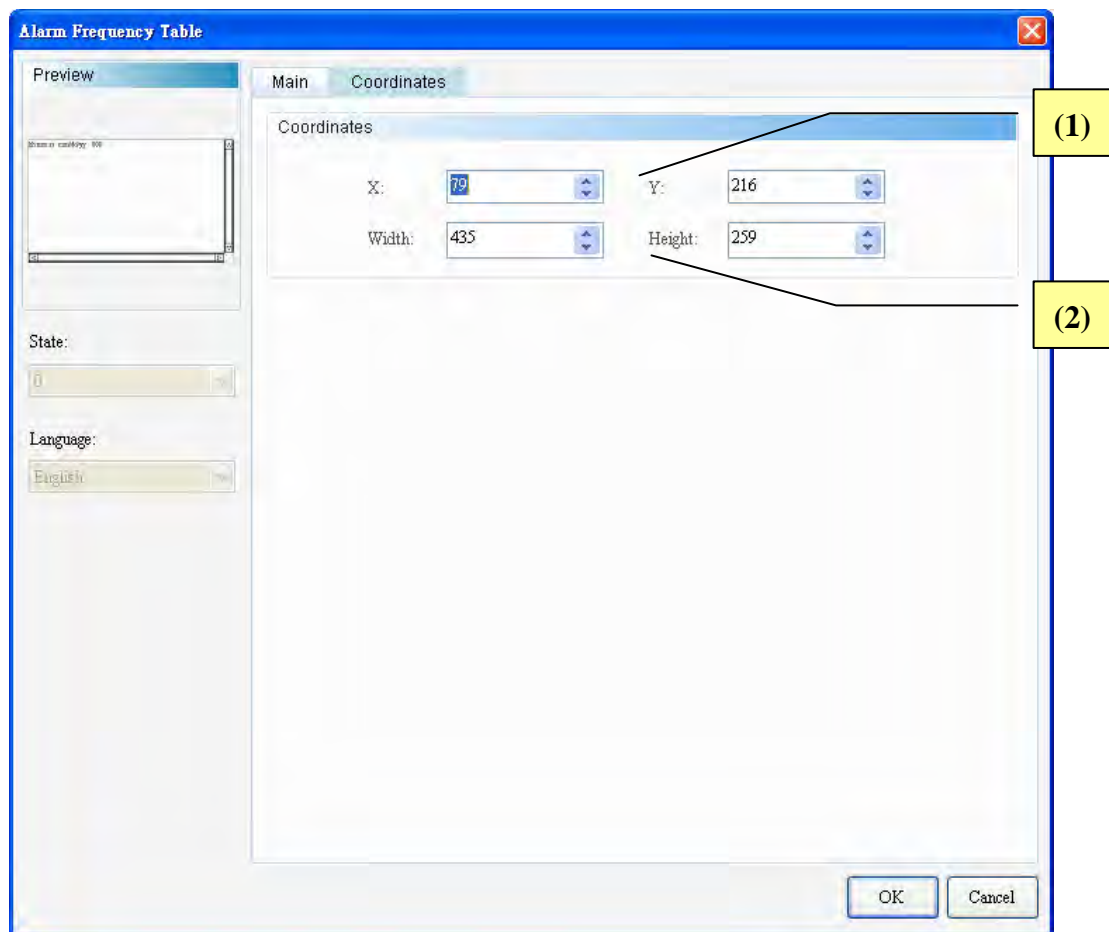 Alarm Frequency Table
Preview
Main Coordinates
Coordinates
(1)
X: 79 Y: 216
Width: 435 Height: 259
(2)
State:
0
Language:
English
OK Cancel